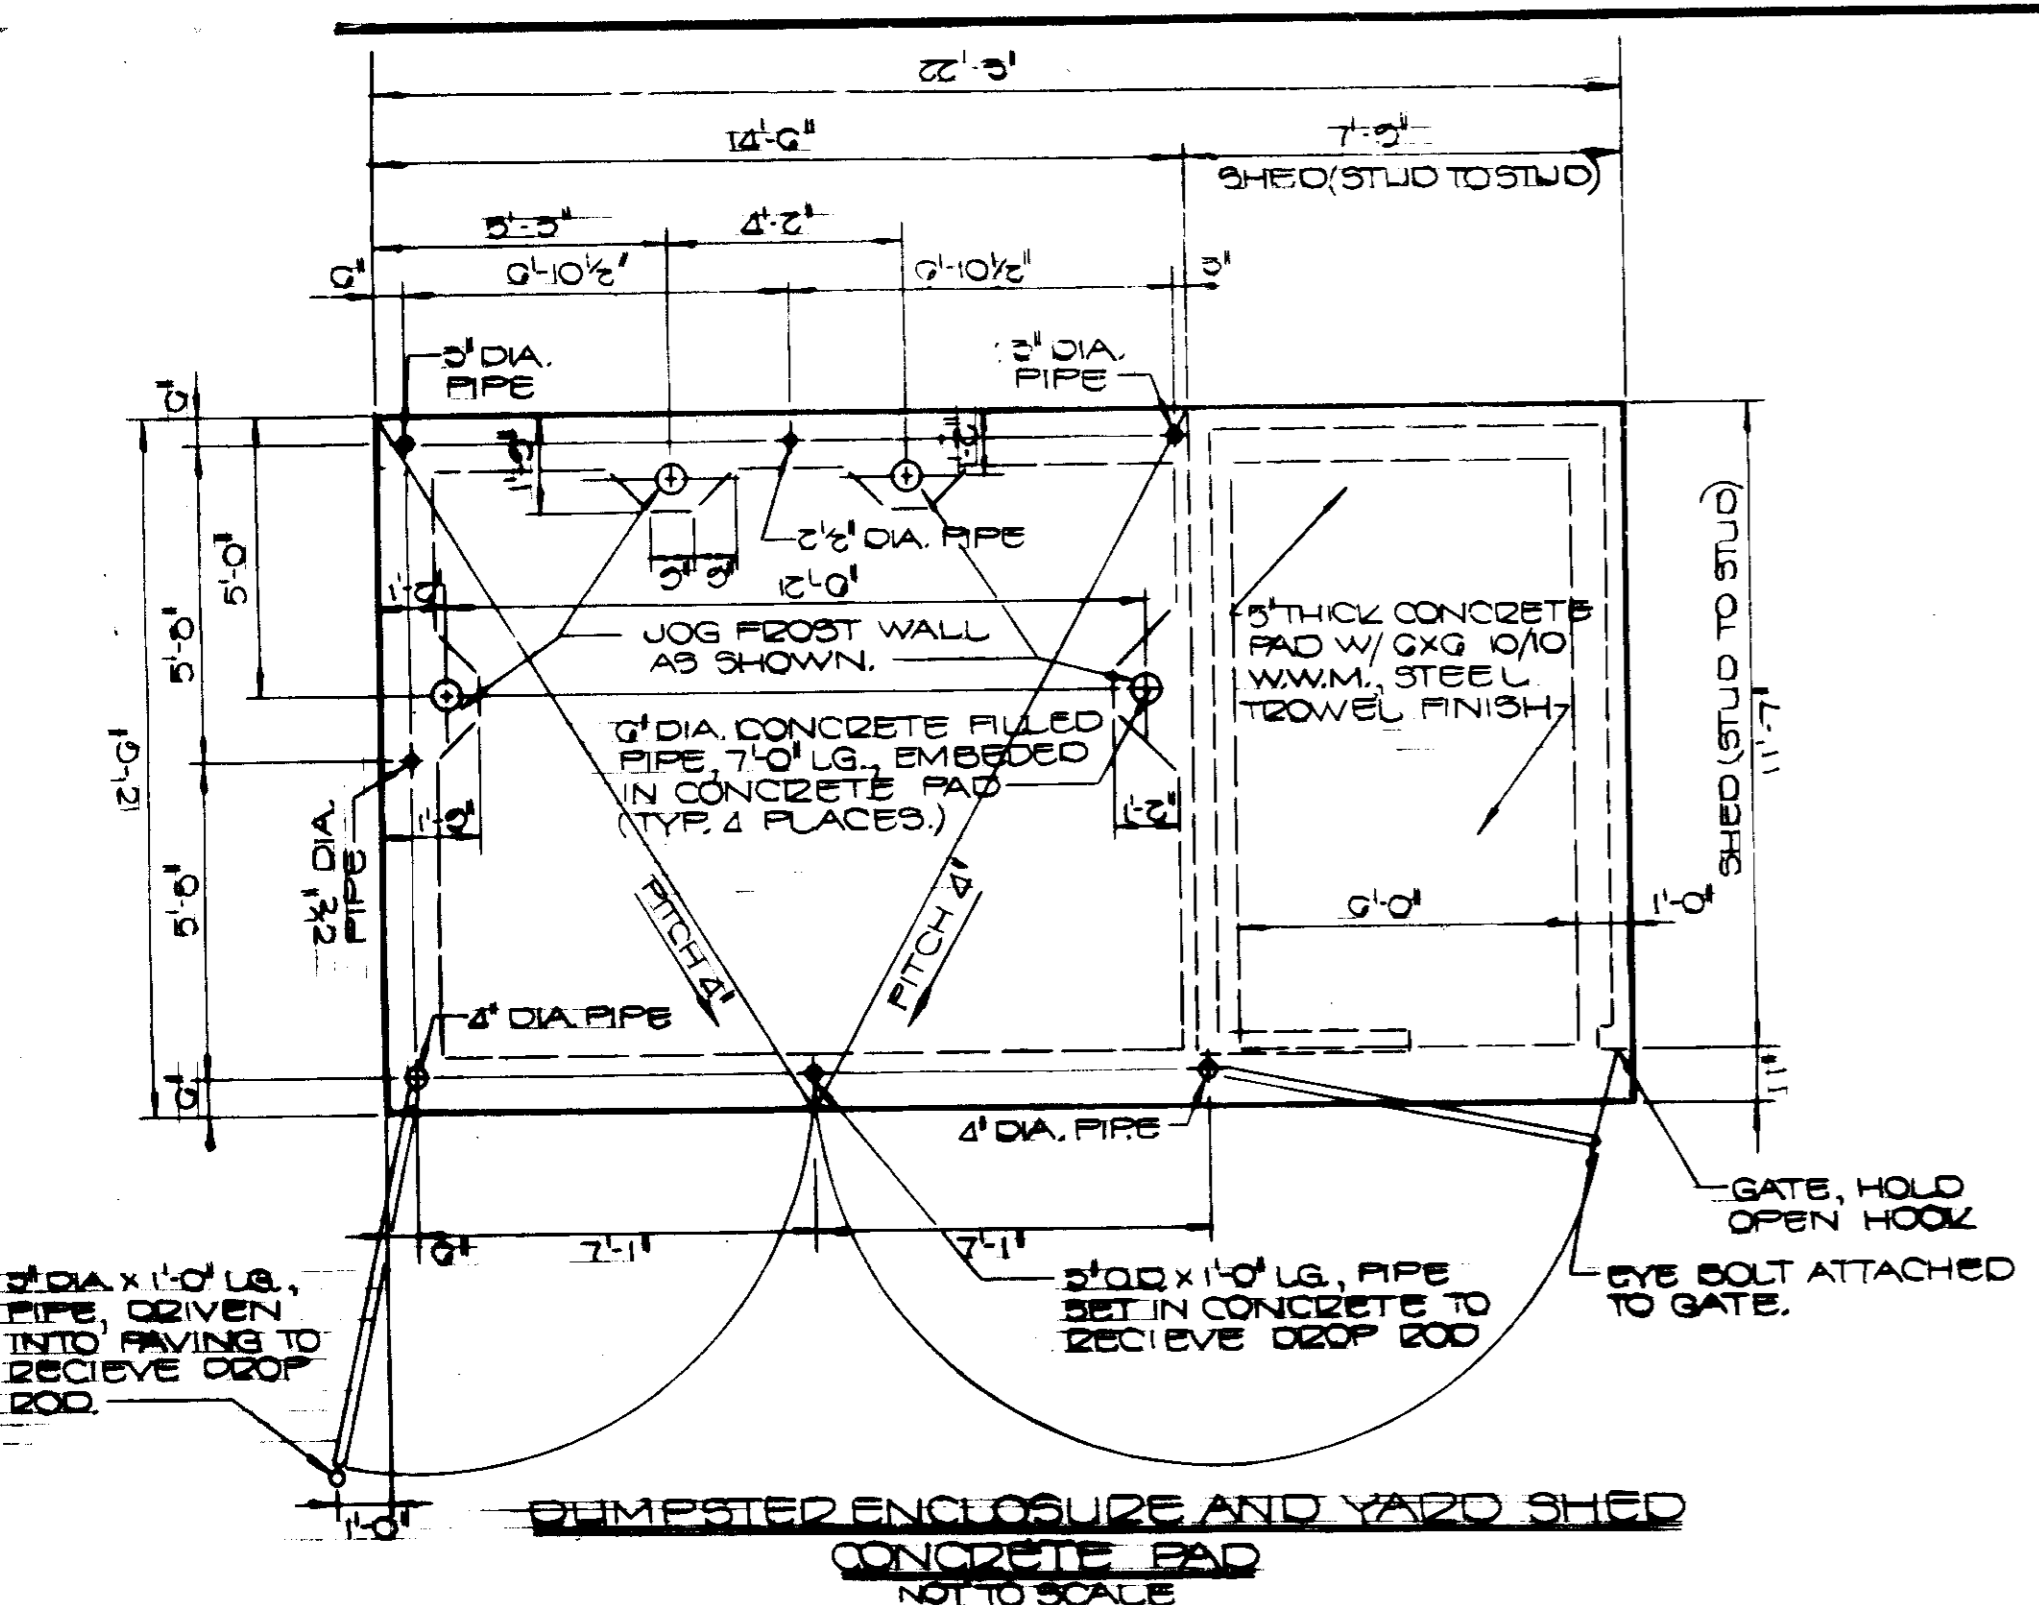 22'-3"
14'-6"
7'-9"
SHED (STUD TO STUD)
5'-3"
4'-2"
6"
6'-10½"
6'-10½"
3"
3" DIA.
PIPE
3" DIA.
PIPE
6"
1'-2"
2½" DIA. PIPE
5'-0"
5'-9"
1'-2"
12'-0"
JOG FROST WALL
AS SHOWN.
5" THICK CONCRETE
PAD W/ 6X6 10/10
W.W.M., STEEL
TROWEL FINISH
SHED (STUD TO STUD)
11'-7"
12'-6"
6" DIA. CONCRETE FILLED
PIPE, 7'-0" LG., EMBEDED
IN CONCRETE PAD
(TYP. 4 PLACES.)
1'-2"
2½" DIA.
PIPE
5'-9"
PITCH 4"
PITCH 4"
6'-0"
1'-0"
4" DIA. PIPE
6"
11"
4" DIA. PIPE
GATE, HOLD
OPEN HOOK
6"
7'-1"
7'-1"
EYE BOLT ATTACHED
TO GATE.
3" DIA. X 1'-0" LG.,
PIPE, DRIVEN
INTO PAVING TO
RECIEVE DROP
ROD.
3" O.D. X 1'-0" LG., PIPE
SET IN CONCRETE TO
RECIEVE DROP ROD
1'-0"
DUMPSTER ENCLOSURE AND YARD SHED
CONCRETE PAD
NOT TO SCALE